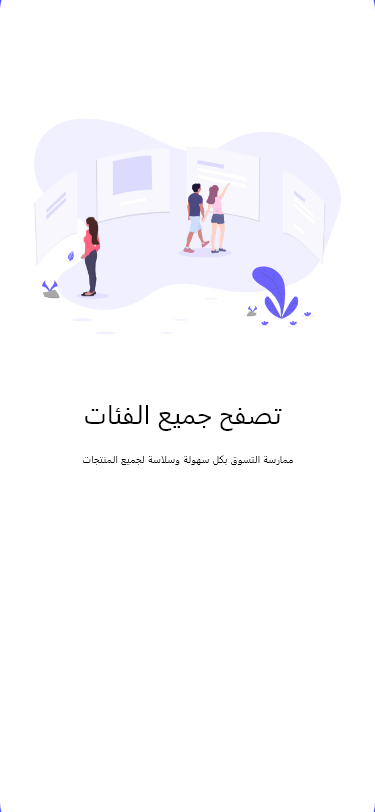 تصفح جميع الفئات
ممارسة التسوق بكل سهولة وسلاسة لجميع المنتجات